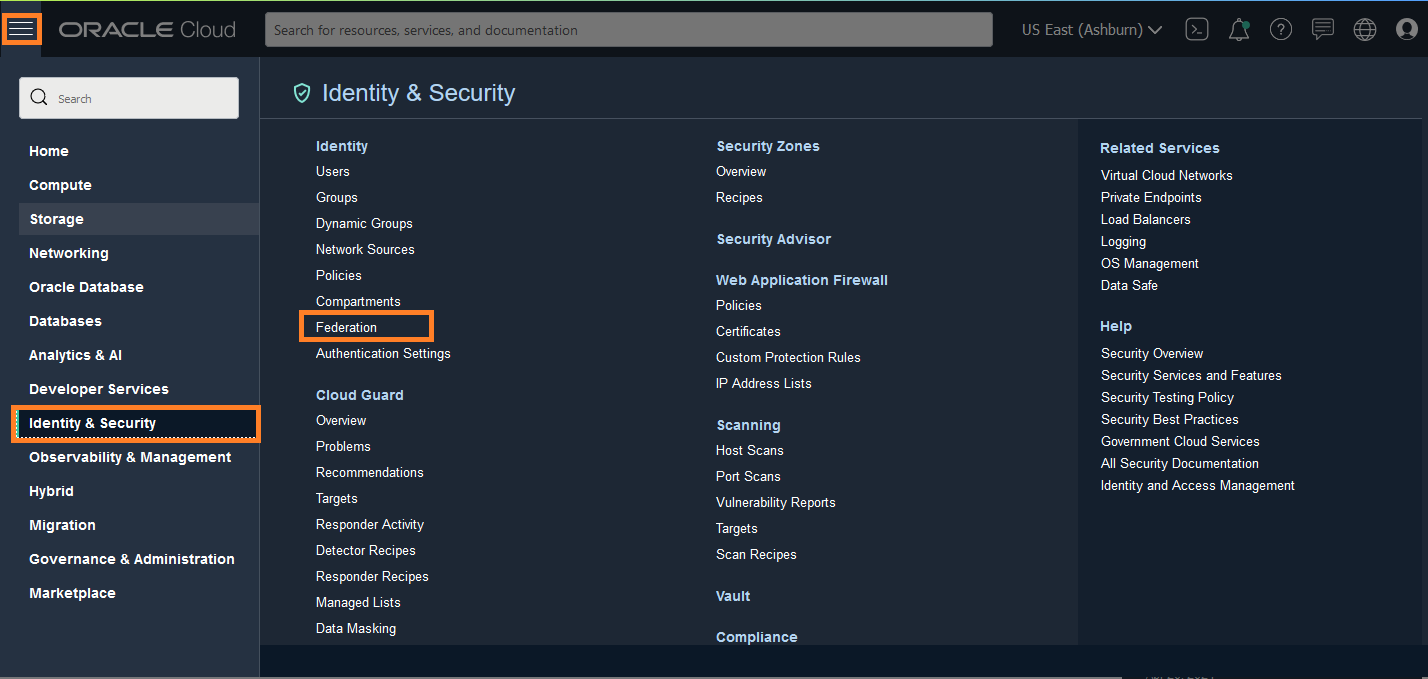 ORACLE Cloud
Search for resources, services, and documentation
US East (Ashburn)
Search
Home
Compute
Storage
Networking
Oracle Database
Databases
Analytics & AI
Developer Services
Identity & Security
Observability & Management
Hybrid
Migration
Governance & Administration
Marketplace
Identity & Security
Identity
Users
Groups
Dynamic Groups
Network Sources
Policies
Compartments
Federation
Authentication Settings
Cloud Guard
Overview
Problems
Recommendations
Targets
Responder Activity
Detector Recipes
Responder Recipes
Managed Lists
Data Masking
Security Zones
Overview
Recipes
Security Advisor
Web Application Firewall
Policies
Certificates
Custom Protection Rules
IP Address Lists
Scanning
Host Scans
Port Scans
Vulnerability Reports
Targets
Scan Recipes
Vault
Compliance
Related Services
Virtual Cloud Networks
Private Endpoints
Load Balancers
Logging
OS Management
Data Safe
Help
Security Overview
Security Services and Features
Security Testing Policy
Security Best Practices
Government Cloud Services
All Security Documentation
Identity and Access Management